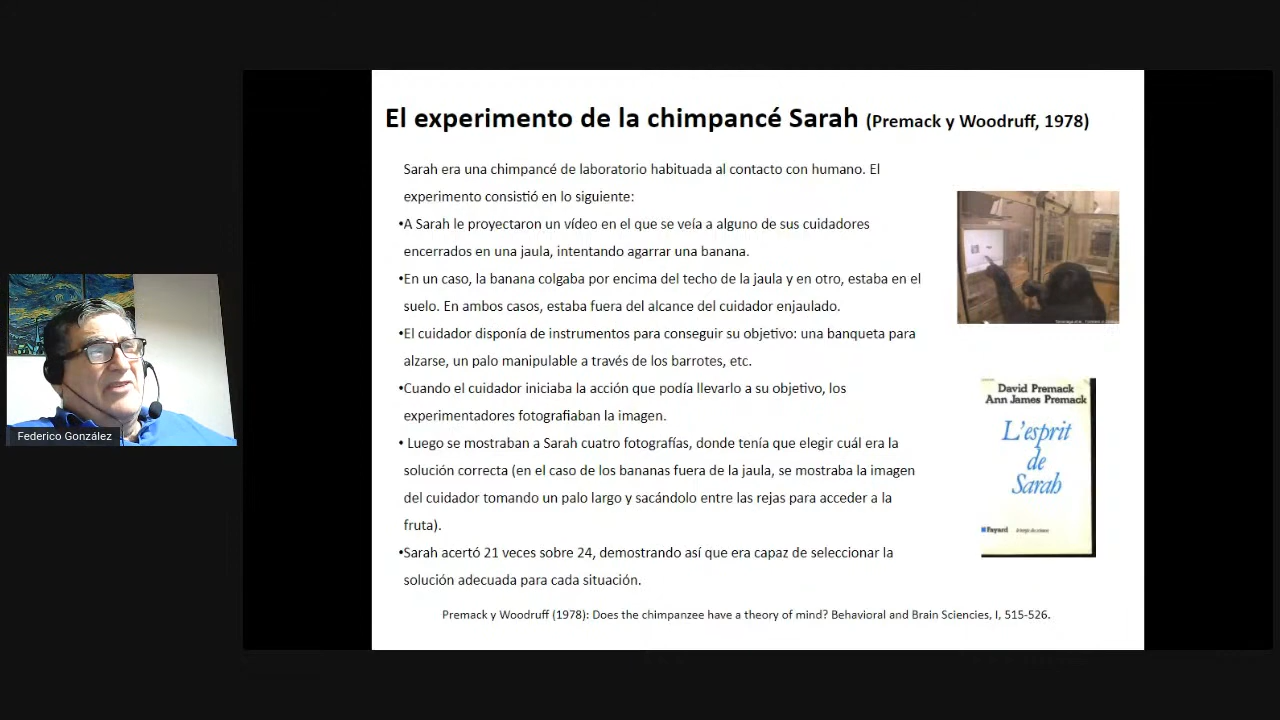 El experimento de la chimpancé Sarah (Premack y Woodruff, 1978)
Sarah era una chimpancé de laboratorio habituada al contacto con humano. El
experimento consistió en lo siguiente:
•A Sarah le proyectaron un vídeo en el que se veía a alguno de sus cuidadores
encerrados en una jaula, intentando agarrar una banana.
•En un caso, la banana colgaba por encima del techo de la jaula y en otro, estaba en el
suelo. En ambos casos, estaba fuera del alcance del cuidador enjaulado.
•El cuidador disponía de instrumentos para conseguir su objetivo: una banqueta para
alzarse, un palo manipulable a través de los barrotes, etc.
•Cuando el cuidador iniciaba la acción que podía llevarlo a su objetivo, los
experimentadores fotografiaban la imagen.
• Luego se mostraban a Sarah cuatro fotografías, donde tenía que elegir cuál era la
solución correcta (en el caso de los bananas fuera de la jaula, se mostraba la imagen
del cuidador tomando un palo largo y sacándolo entre las rejas para acceder a la
fruta).
•Sarah acertó 21 veces sobre 24, demostrando así que era capaz de seleccionar la
solución adecuada para cada situación.
Premack y Woodruff (1978): Does the chimpanzee have a theory of mind? Behavioral and Brain Sciencies, I, 515-526.
David Premack
Ann James Premack
L'esprit
de
Sarah
Fayard
Federico González